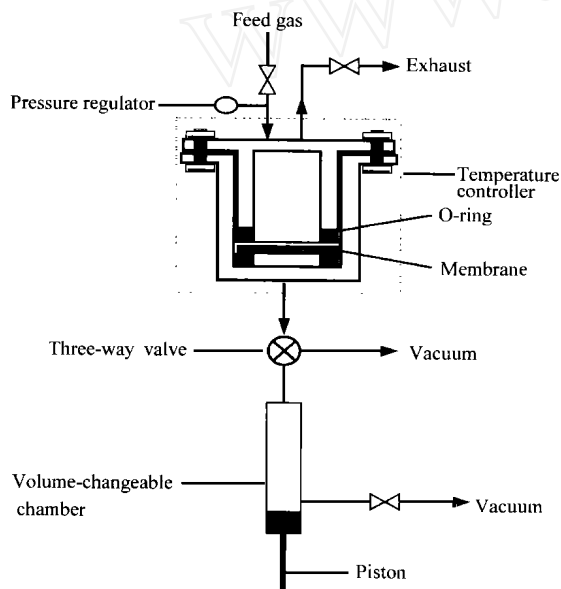 Feed gas
Exhaust
Pressure regulator
Temperature
controller
O-ring
Membrane
Three-way valve
Vacuum
Volume-changeable
chamber
Vacuum
Piston